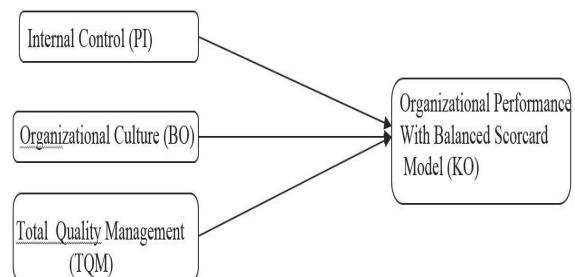 Internal Control (PI)
Organizational Culture (BO)
Total Quality Management
(TQM)
Organizational Performance
With Balanced Scorcard
Model (KO)